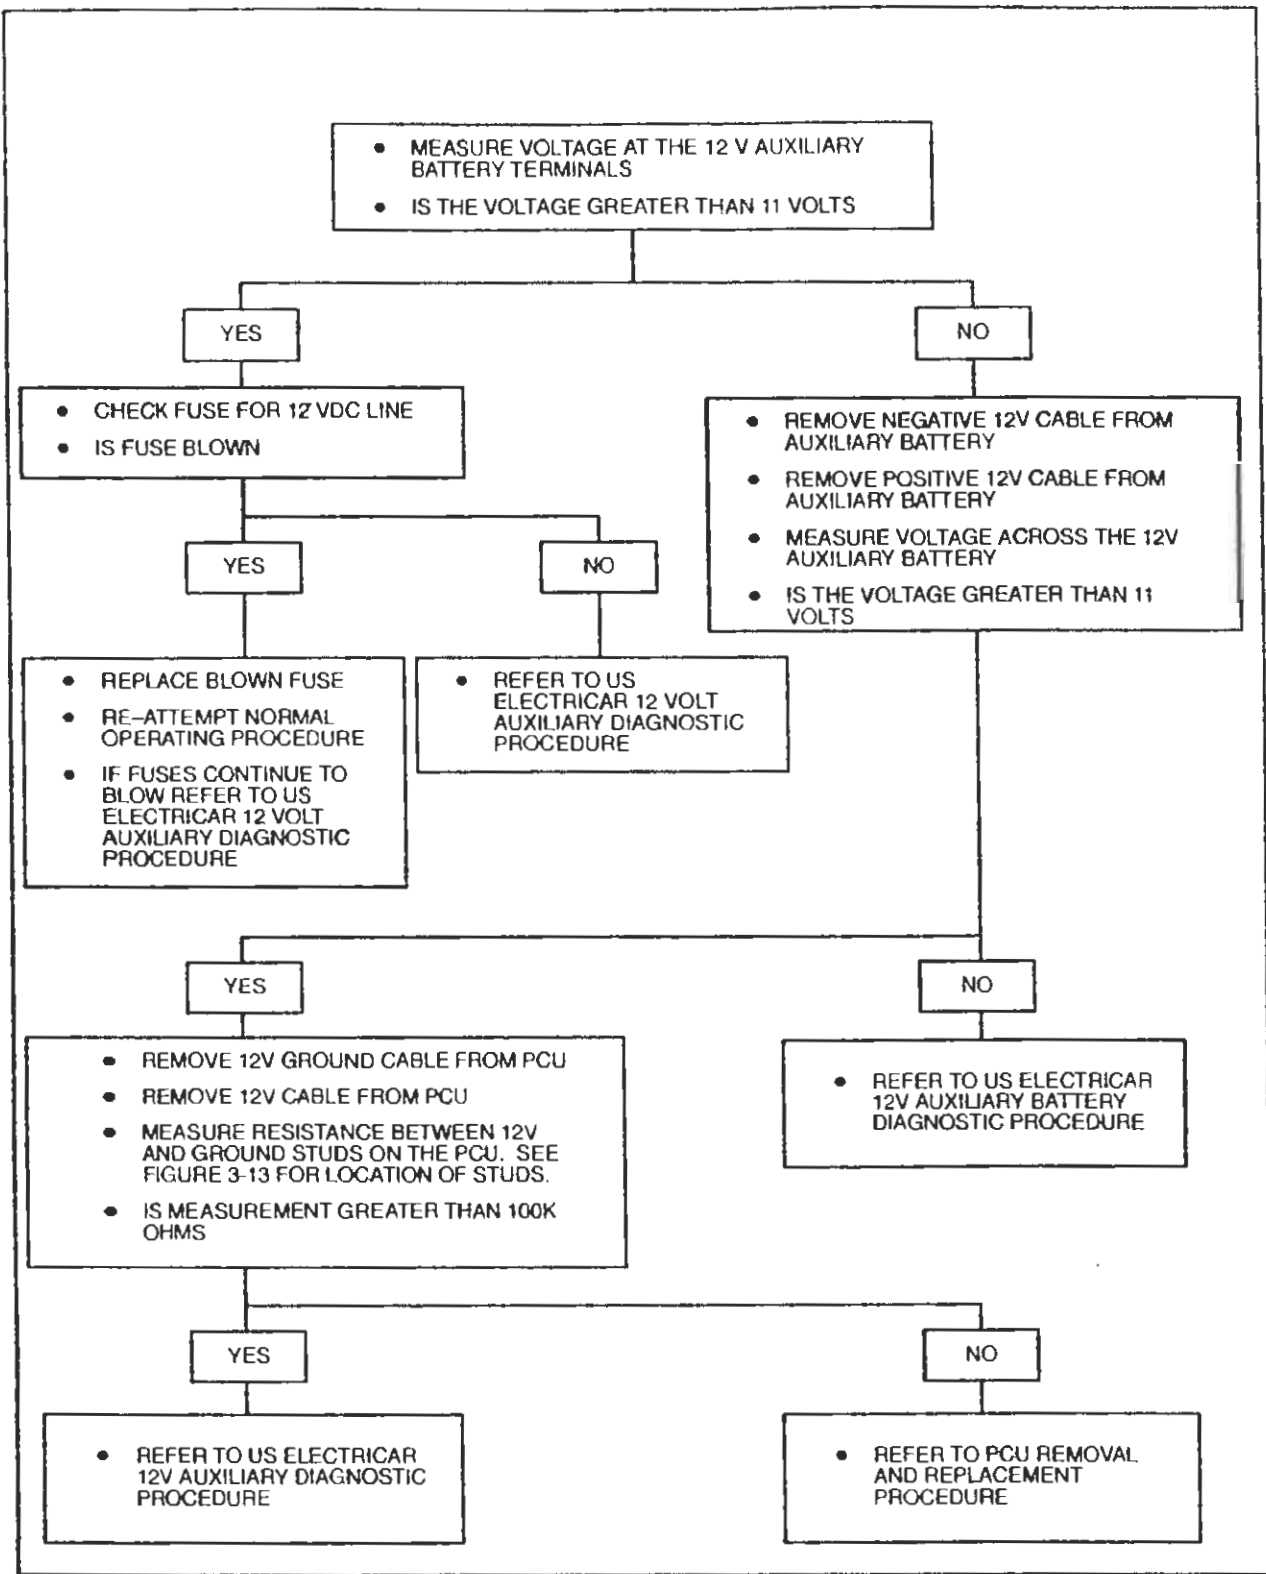 • MEASURE VOLTAGE AT THE 12 V AUXILIARY
BATTERY TERMINALS
• IS THE VOLTAGE GREATER THAN 11 VOLTS
YES
NO
• CHECK FUSE FOR 12 VDC LINE
• IS FUSE BLOWN
• REMOVE NEGATIVE 12V CABLE FROM
AUXILIARY BATTERY
• REMOVE POSITIVE 12V CABLE FROM
AUXILIARY BATTERY
• MEASURE VOLTAGE ACROSS THE 12V
AUXILIARY BATTERY
• IS THE VOLTAGE GREATER THAN 11
VOLTS
YES
NO
• REPLACE BLOWN FUSE
• RE-ATTEMPT NORMAL
OPERATING PROCEDURE
• IF FUSES CONTINUE TO
BLOW REFER TO US
ELECTRICAR 12 VOLT
AUXILIARY DIAGNOSTIC
PROCEDURE
• REFER TO US
ELECTRICAR 12 VOLT
AUXILIARY DIAGNOSTIC
PROCEDURE
YES
NO
• REMOVE 12V GROUND CABLE FROM PCU
• REMOVE 12V CABLE FROM PCU
• MEASURE RESISTANCE BETWEEN 12V
AND GROUND STUDS ON THE PCU. SEE
FIGURE 3-13 FOR LOCATION OF STUDS.
• IS MEASUREMENT GREATER THAN 100K
OHMS
• REFER TO US ELECTRICAR
12V AUXILIARY BATTERY
DIAGNOSTIC PROCEDURE
YES
NO
• REFER TO US ELECTRICAR
12V AUXILIARY DIAGNOSTIC
PROCEDURE
• REFER TO PCU REMOVAL
AND REPLACEMENT
PROCEDURE